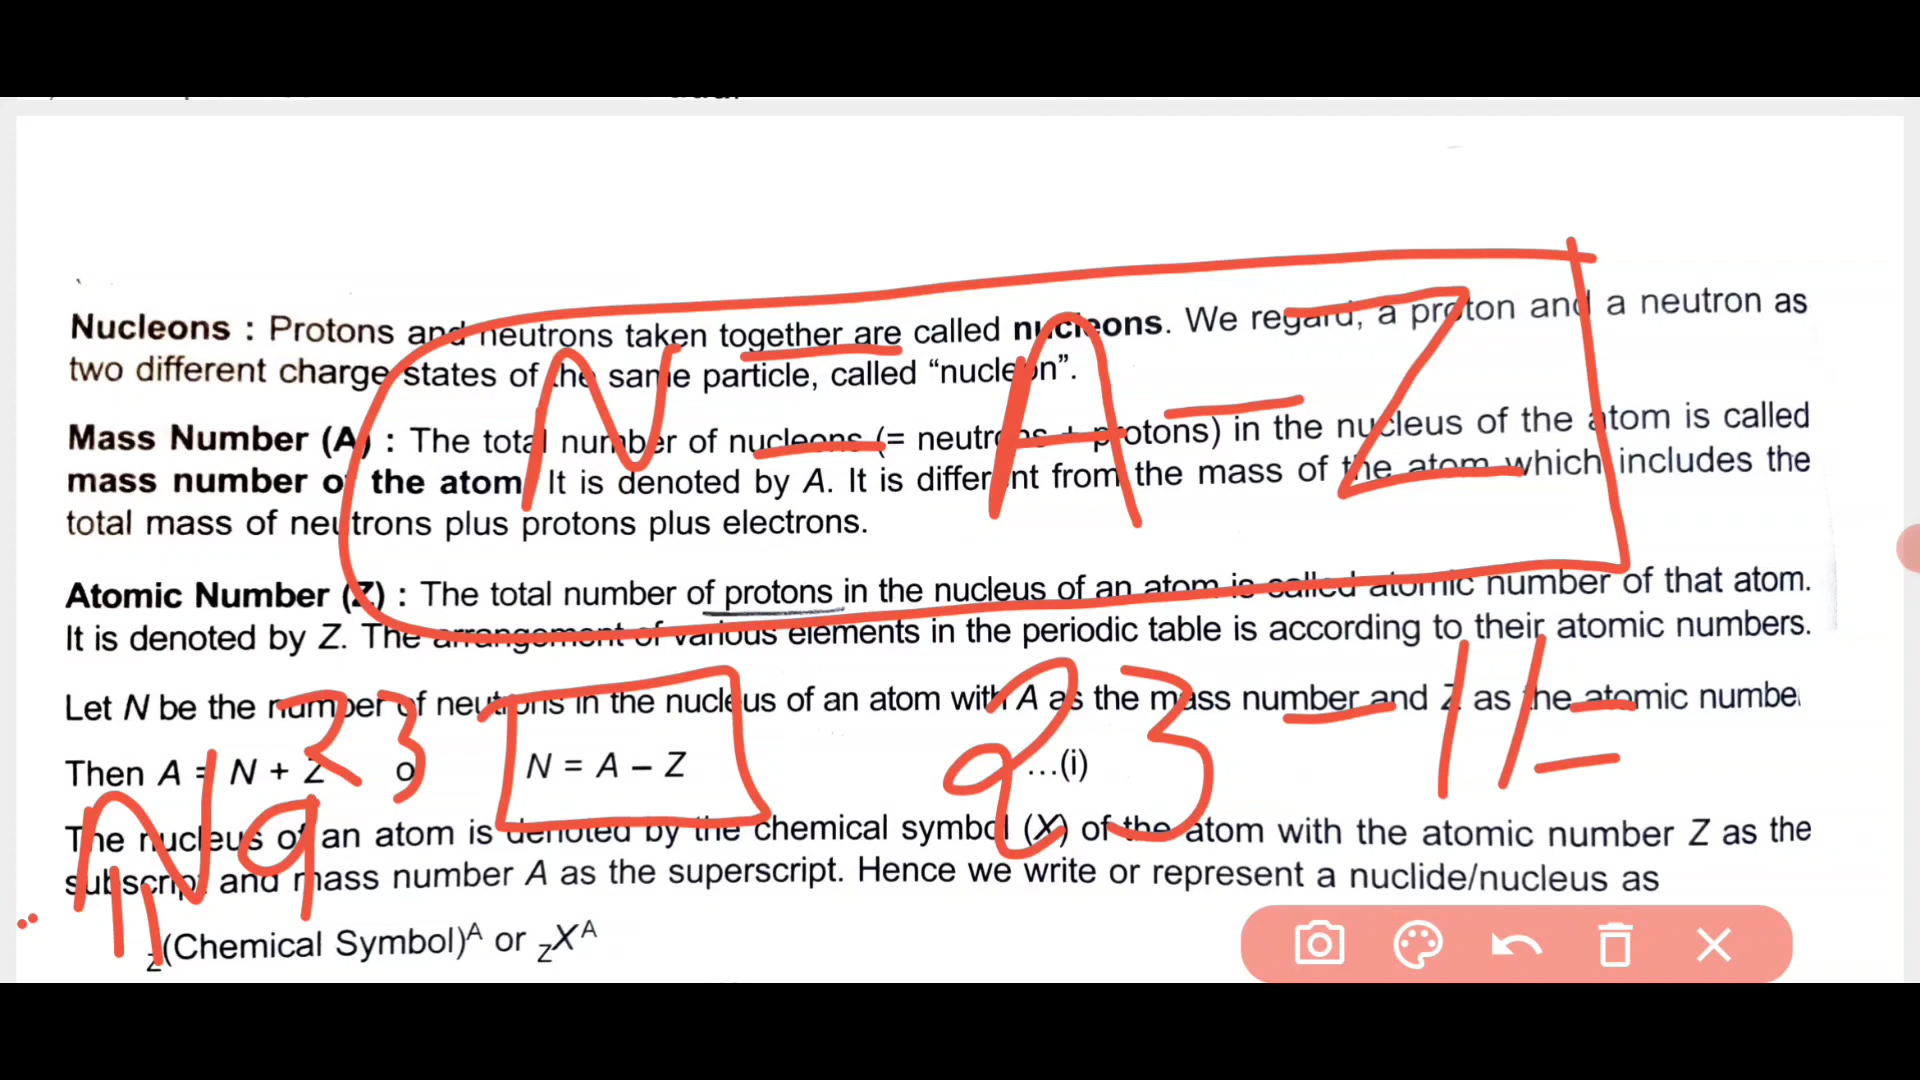 Nucleons : Protons and neutrons taken together are called nucleons. We regard, a proton and a neutron as
two different charge states of the same particle, called “nucleon”.
N = A - Z
Mass Number (A) : The total number of nucleons (= neutrons + protons) in the nucleus of the atom is called
mass number of the atom. It is denoted by A. It is different from the mass of the atom which includes the
total mass of neutrons plus protons plus electrons.
Atomic Number (Z) : The total number of protons in the nucleus of an atom is called atomic number of that atom.
It is denoted by Z. The arrangement of various elements in the periodic table is according to their atomic numbers.
Let N be the number of neutrons in the nucleus of an atom with A as the mass number and Z as the atomic numbe
23 - 11 =
Then A = N + Z or N = A – Z ...(i)
11Na23
The nucleus of an atom is denoted by the chemical symbol (X) of the atom with the atomic number Z as the
subscript and mass number A as the superscript. Hence we write or represent a nuclide/nucleus as
Z(Chemical Symbol)A or ZXA